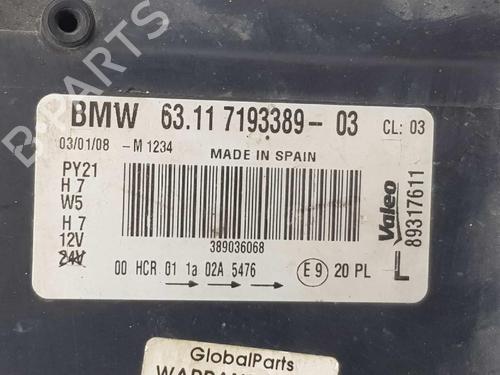 B-PARTS
BMW 63.11 7193389- 03 CL: 03
03/01/08 -M 1234
MADE IN SPAIN
PY21
H 7
W5
H 7
12V
24V
389036068
00 HCR 01 1a 02A 5476
E9 20 PL
Valeo
89317611
L
GlobalParts